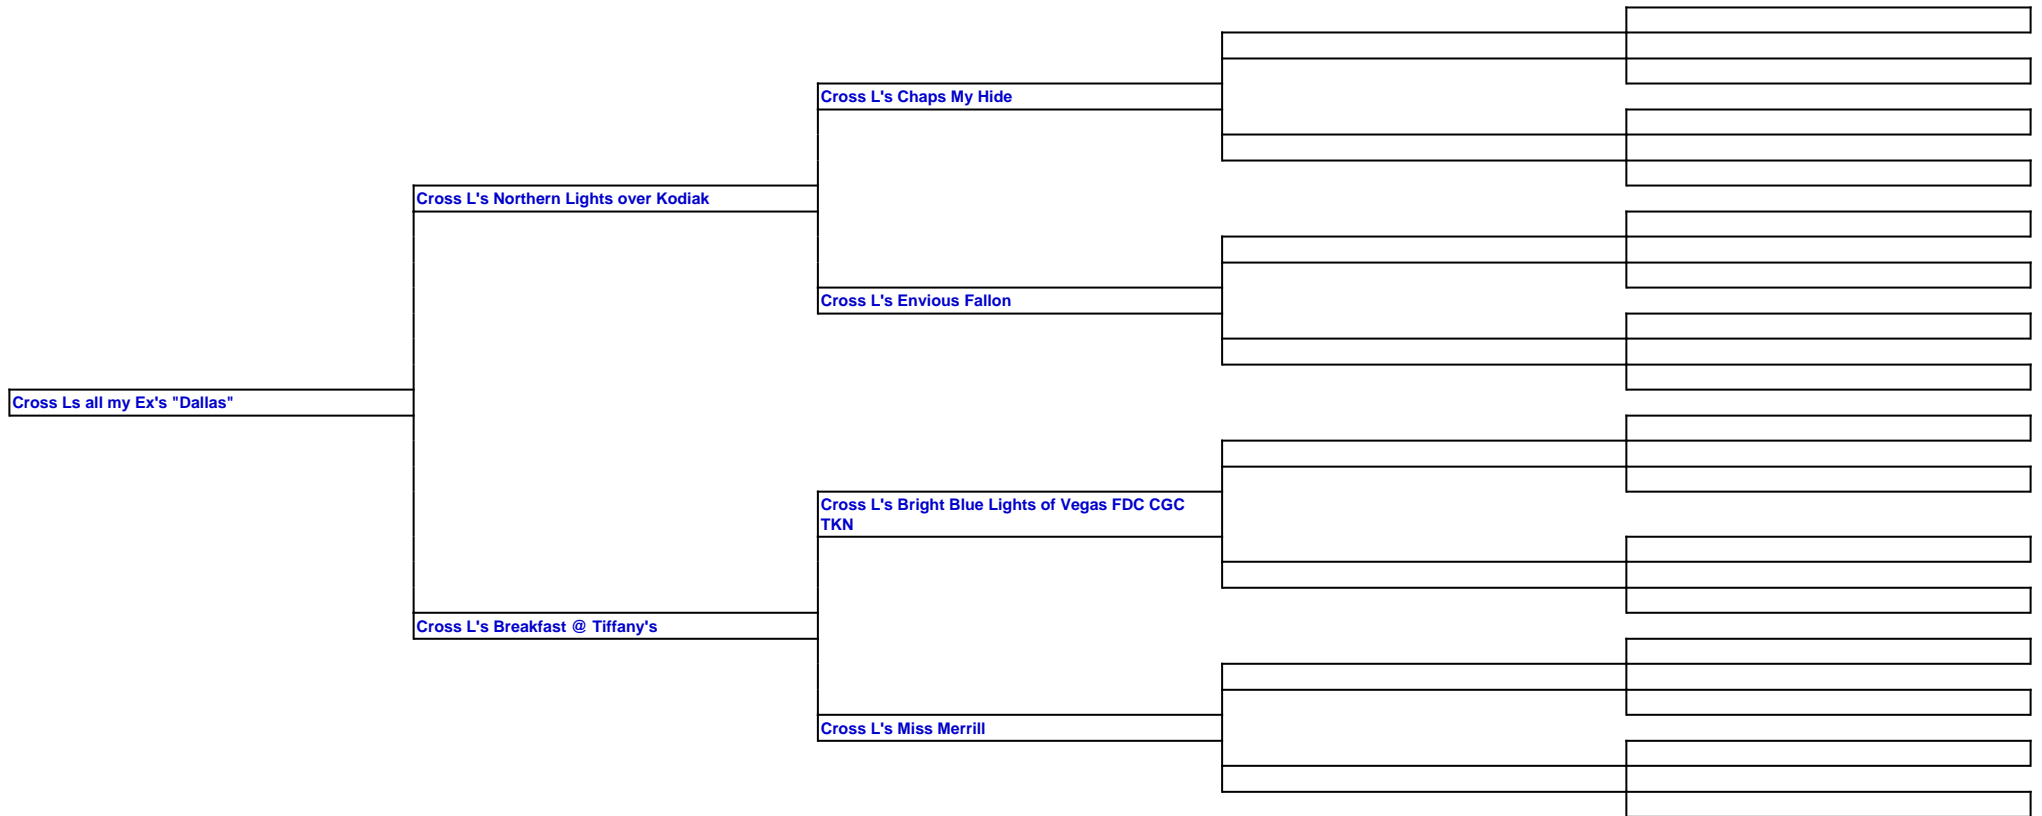 Cross L's Chaps My Hide
Cross L's Northern Lights over Kodiak
Cross L's Envious Fallon
Cross Ls all my Ex's "Dallas"
Cross L's Bright Blue Lights of Vegas FDC CGC
TKN
Cross L's Breakfast @ Tiffany's
Cross L's Miss Merrill